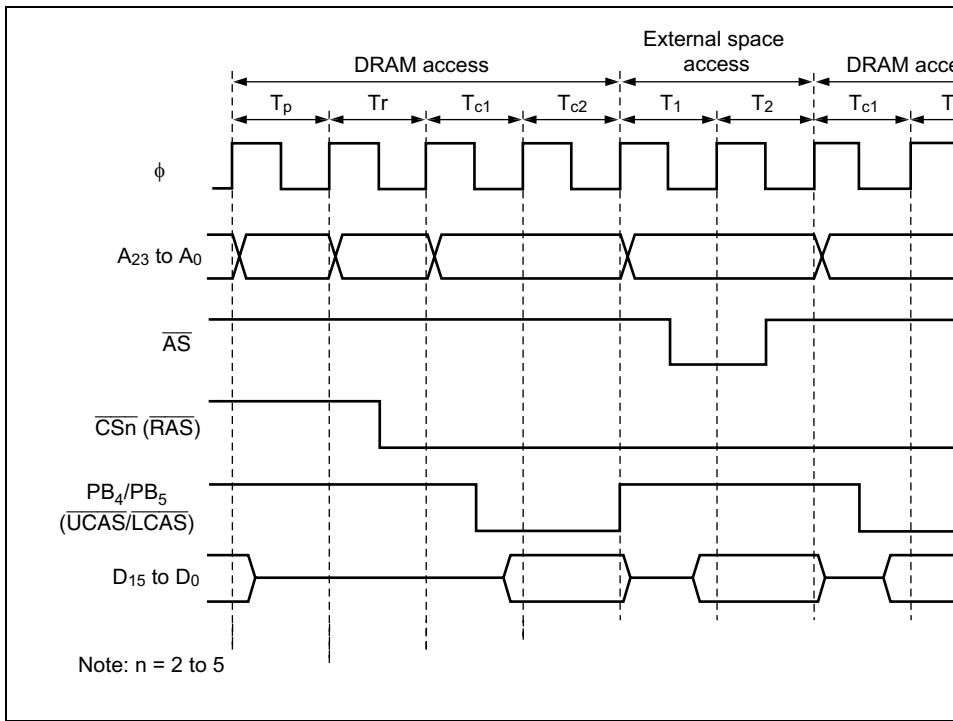 External space
access
DRAM access
DRAM acce
Tp Tr Tc1 Tc2 T1 T2 Tc1 T
ϕ
A23 to A0
AS
CSn (RAS)
PB4/PB5
(UCAS/LCAS)
D15 to D0
Note: n = 2 to 5